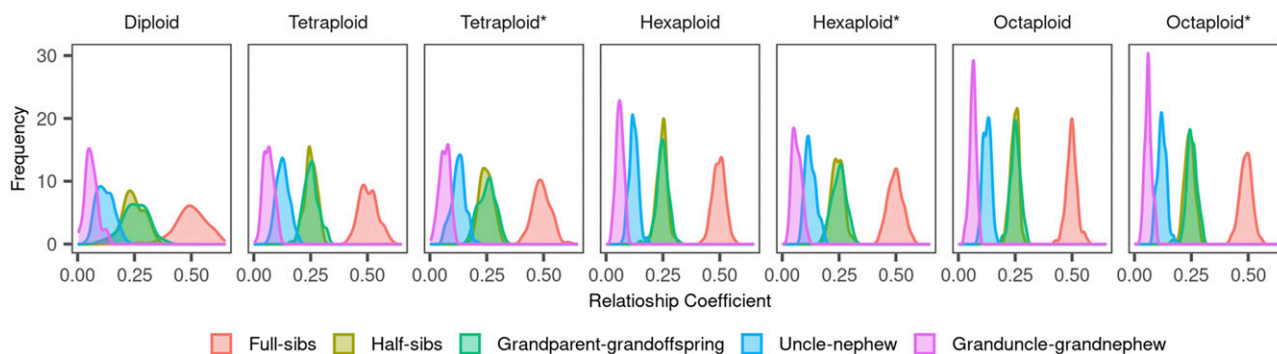 Diploid Tetraploid Tetraploid* Hexaploid Hexaploid* Octaploid Octaploid*
30
20
10
0
Frequency
0.00 0.25 0.50 0.00 0.25 0.50 0.00 0.25 0.50 0.00 0.25 0.50 0.00 0.25 0.50 0.00 0.25 0.50 0.00 0.25 0.50
Relatioship Coefficient
Full-sibs Half-sibs Grandparent-grandoffspring Uncle-nephew Granduncle-grandnephew